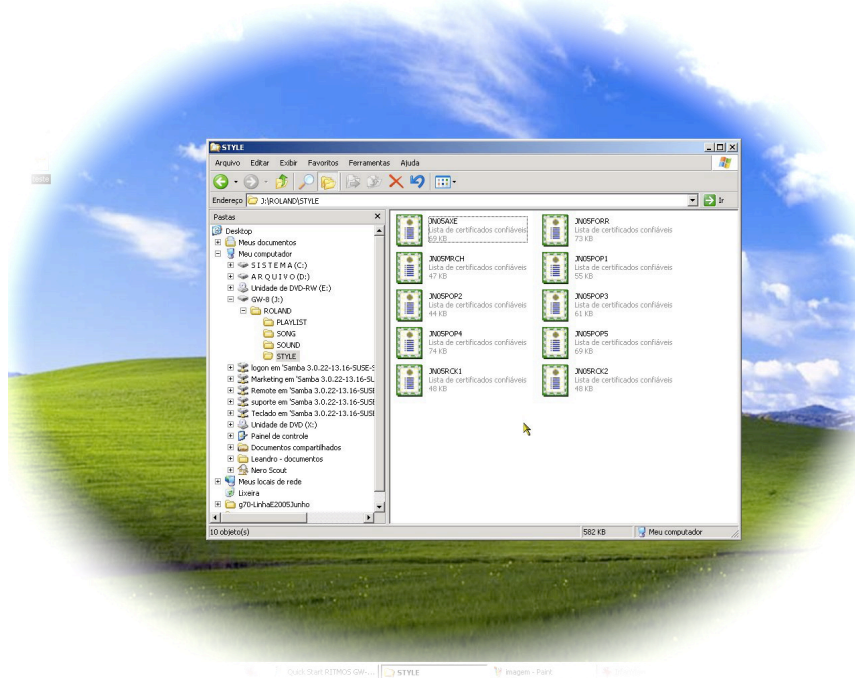 STYLE
Arquivo Editar Exibir Favoritos Ferramentas Ajuda
Endereço J:\ROLAND\STYLE Ir
Pastas
Desktop
Meus documentos
Meu computador
S I S T E M A (C:)
A R Q U I V O (D:)
Unidade de DVD-RW (E:)
GW-8 (J:)
ROLAND
PLAYLIST
SONG
SOUND
STYLE
logon em 'Samba 3.0.22-13.16-SUSE-S
Marketing em 'Samba 3.0.22-13.16-SL
Remote em 'Samba 3.0.22-13.16-SUSE
suporte em 'Samba 3.0.22-13.16-SUSE
Teclado em 'Samba 3.0.22-13.16-SUSE
Unidade de DVD (X:)
Painel de controle
Documentos compartilhados
Leandro - documentos
Nero Scout
Meus locais de rede
Lixeira
g70-LinhaE2005Junho
JN05AXE
Lista de certificados confiáveis
69 KB
JN05FORR
Lista de certificados confiáveis
73 KB
JN05MRCH
Lista de certificados confiáveis
47 KB
JN05POP1
Lista de certificados confiáveis
55 KB
JN05POP2
Lista de certificados confiáveis
44 KB
JN05POP3
Lista de certificados confiáveis
61 KB
JN05POP4
Lista de certificados confiáveis
74 KB
JN05POP5
Lista de certificados confiáveis
69 KB
JN05RCK1
Lista de certificados confiáveis
48 KB
JN05RCK2
Lista de certificados confiáveis
48 KB
10 objeto(s) 582 KB Meu computador
Quick Start RITMOS GW-... STYLE imagem - Paint